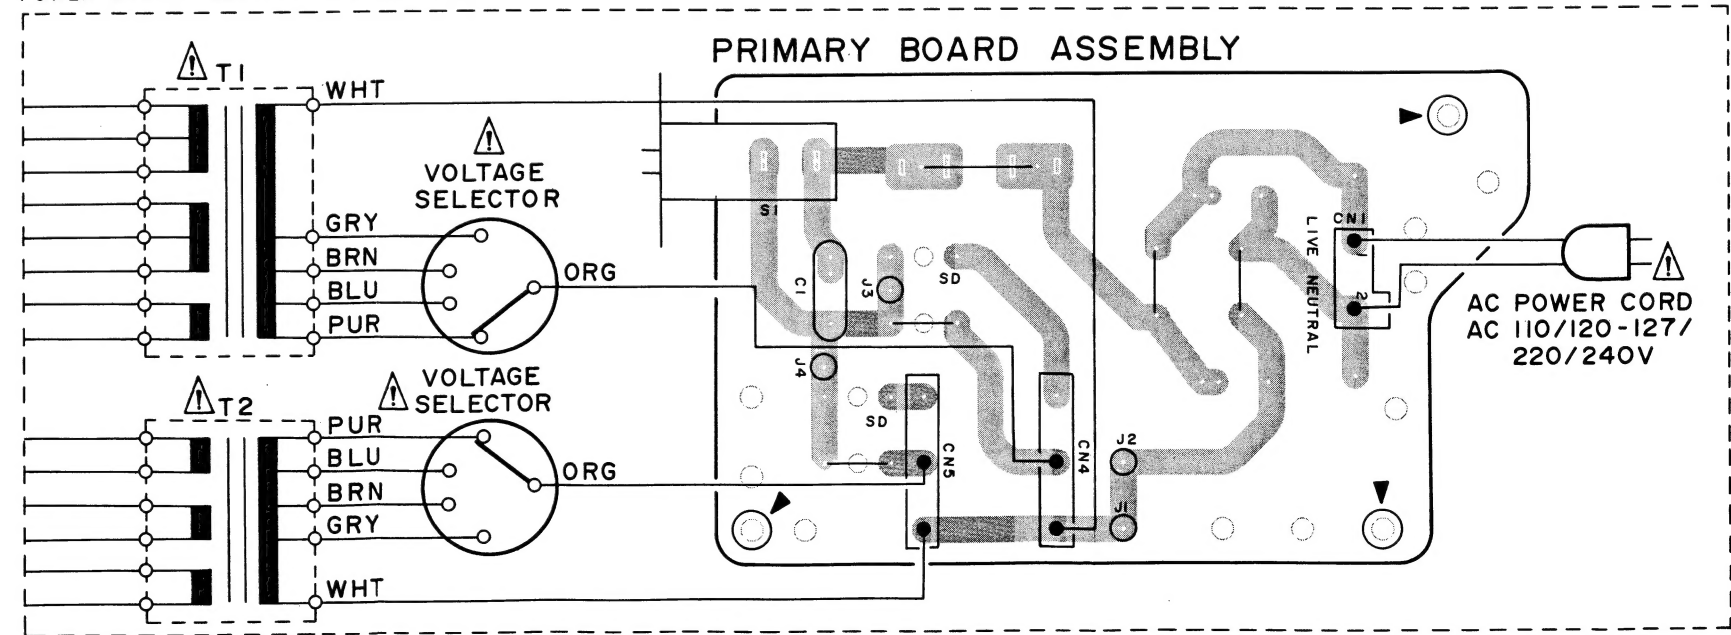 PRIMARY BOARD ASSEMBLY
T1
WHT
VOLTAGE
SELECTOR
GRY
BRN
BLU
PUR
ORG
S1
C1
J3
SD
J4
LIVE
NEUTRAL
CN1
1
2
AC POWER CORD
AC 110/120-127/
220/240V
T2
VOLTAGE
SELECTOR
PUR
BLU
BRN
GRY
WHT
ORG
SD
CN5
CN4
J2
J1